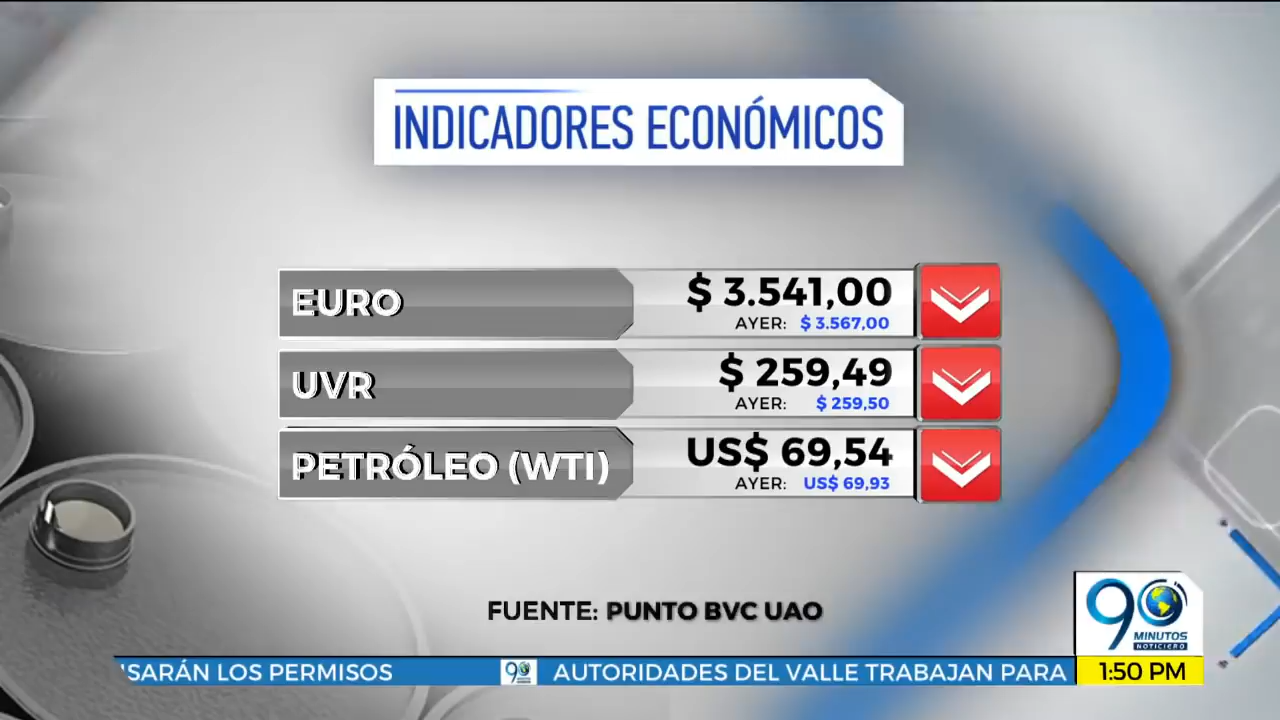 INDICADORES ECONÓMICOS
EURO
$ 3.541,00
AYER: $ 3.567,00
UVR
$ 259,49
AYER: $ 259,50
PETRÓLEO (WTI)
US$ 69,54
AYER: US$ 69,93
FUENTE: PUNTO BVC UAO
90
MINUTOS
NOTICIERO
SARÁN LOS PERMISOS
90
AUTORIDADES DEL VALLE TRABAJAN PARA
1:50 PM